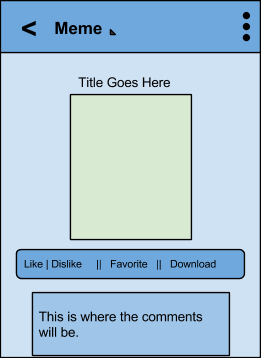 < Meme
Title Goes Here
Like | Dislike || Favorite || Download
This is where the comments
will be.